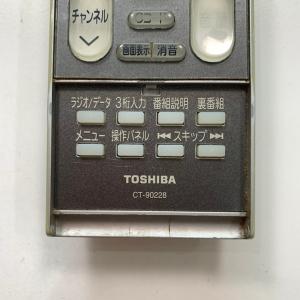 チャンネル
画面表示 消音
ラジオ/データ 3桁入力 番組説明 裏番組
メニュー 操作パネル ⏮ スキップ ⏭
TOSHIBA
CT-90228